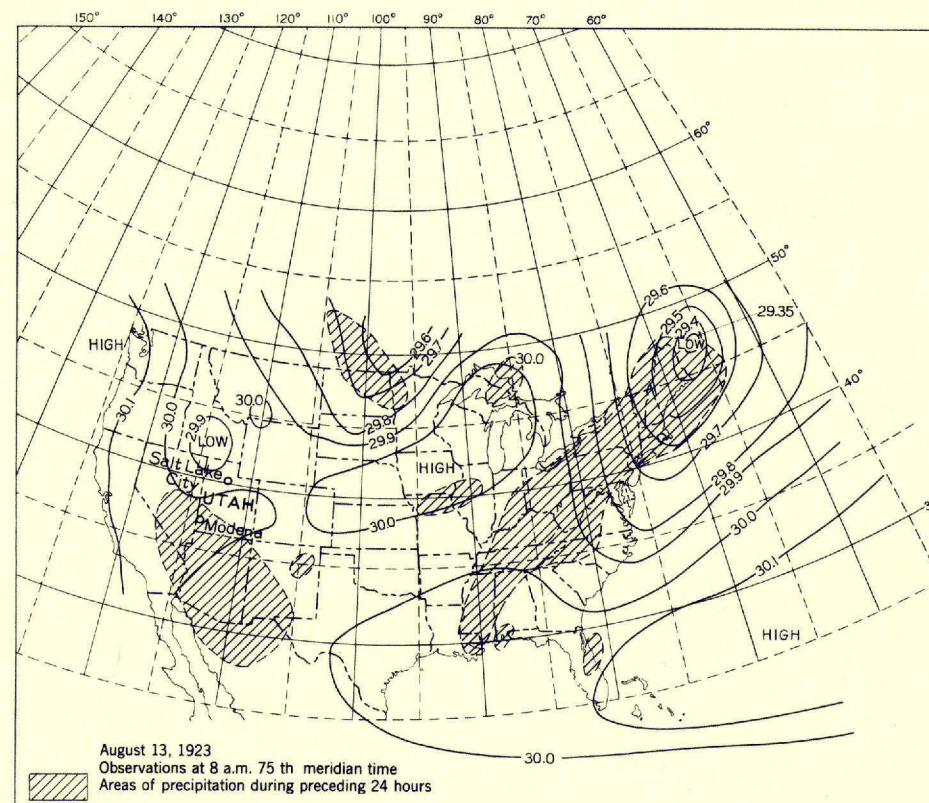 150° 140° 130° 120° 110° 100° 90° 80° 70° 60°
60°
50°
29.6
29.5
29.4
LOW
29.35
HIGH
29.6
29.7
30.0
30.1
30.0
30.0
29.9
LOW
29.8
29.9
40°
29.7
HIGH
Salt Lake
City
UTAH
Modena
29.8
29.9
30.0
30.0
30.1
HIGH
30.0
August 13, 1923
Observations at 8 a.m. 75 th meridian time
Areas of precipitation during preceding 24 hours